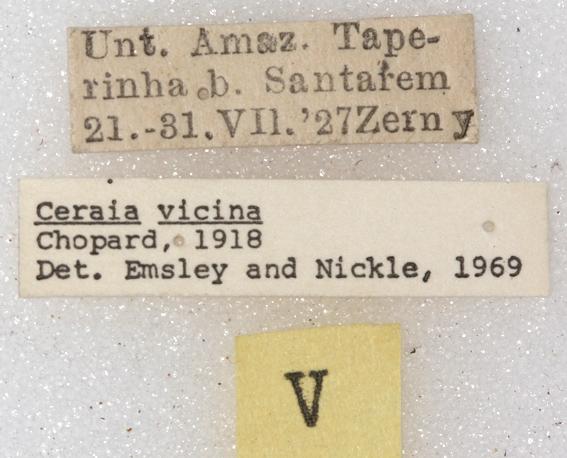 Unt. Amaz. Tape-
rinha b. Santarem
21.-31.VII.'27Zerny
Ceraia vicina
Chopard, 1918
Det. Emsley and Nickle, 1969
V